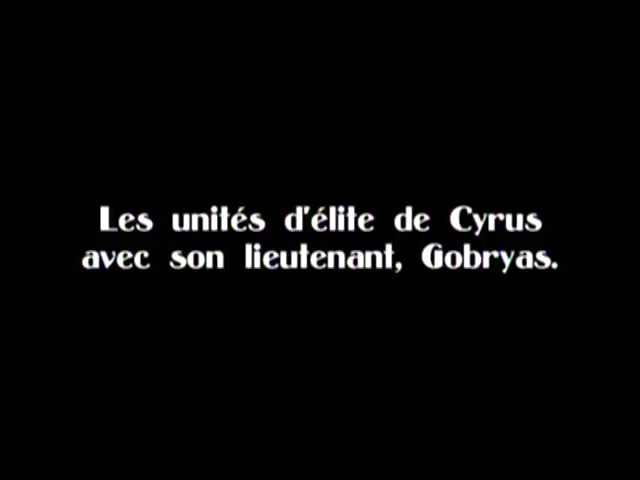 Les unités d'élite de Cyrus
avec son lieutenant, Gobryas.